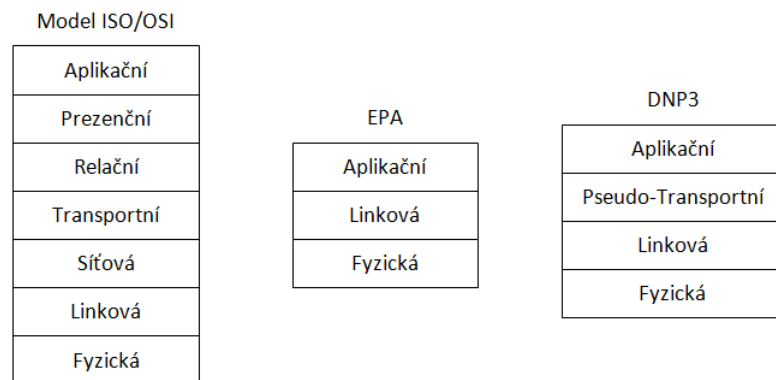 Model ISO/OSI
Aplikační
Prezenční
Relační
Transportní
Síťová
Linková
Fyzická
EPA
Aplikační
Linková
Fyzická
DNP3
Aplikační
Pseudo-Transportní
Linková
Fyzická